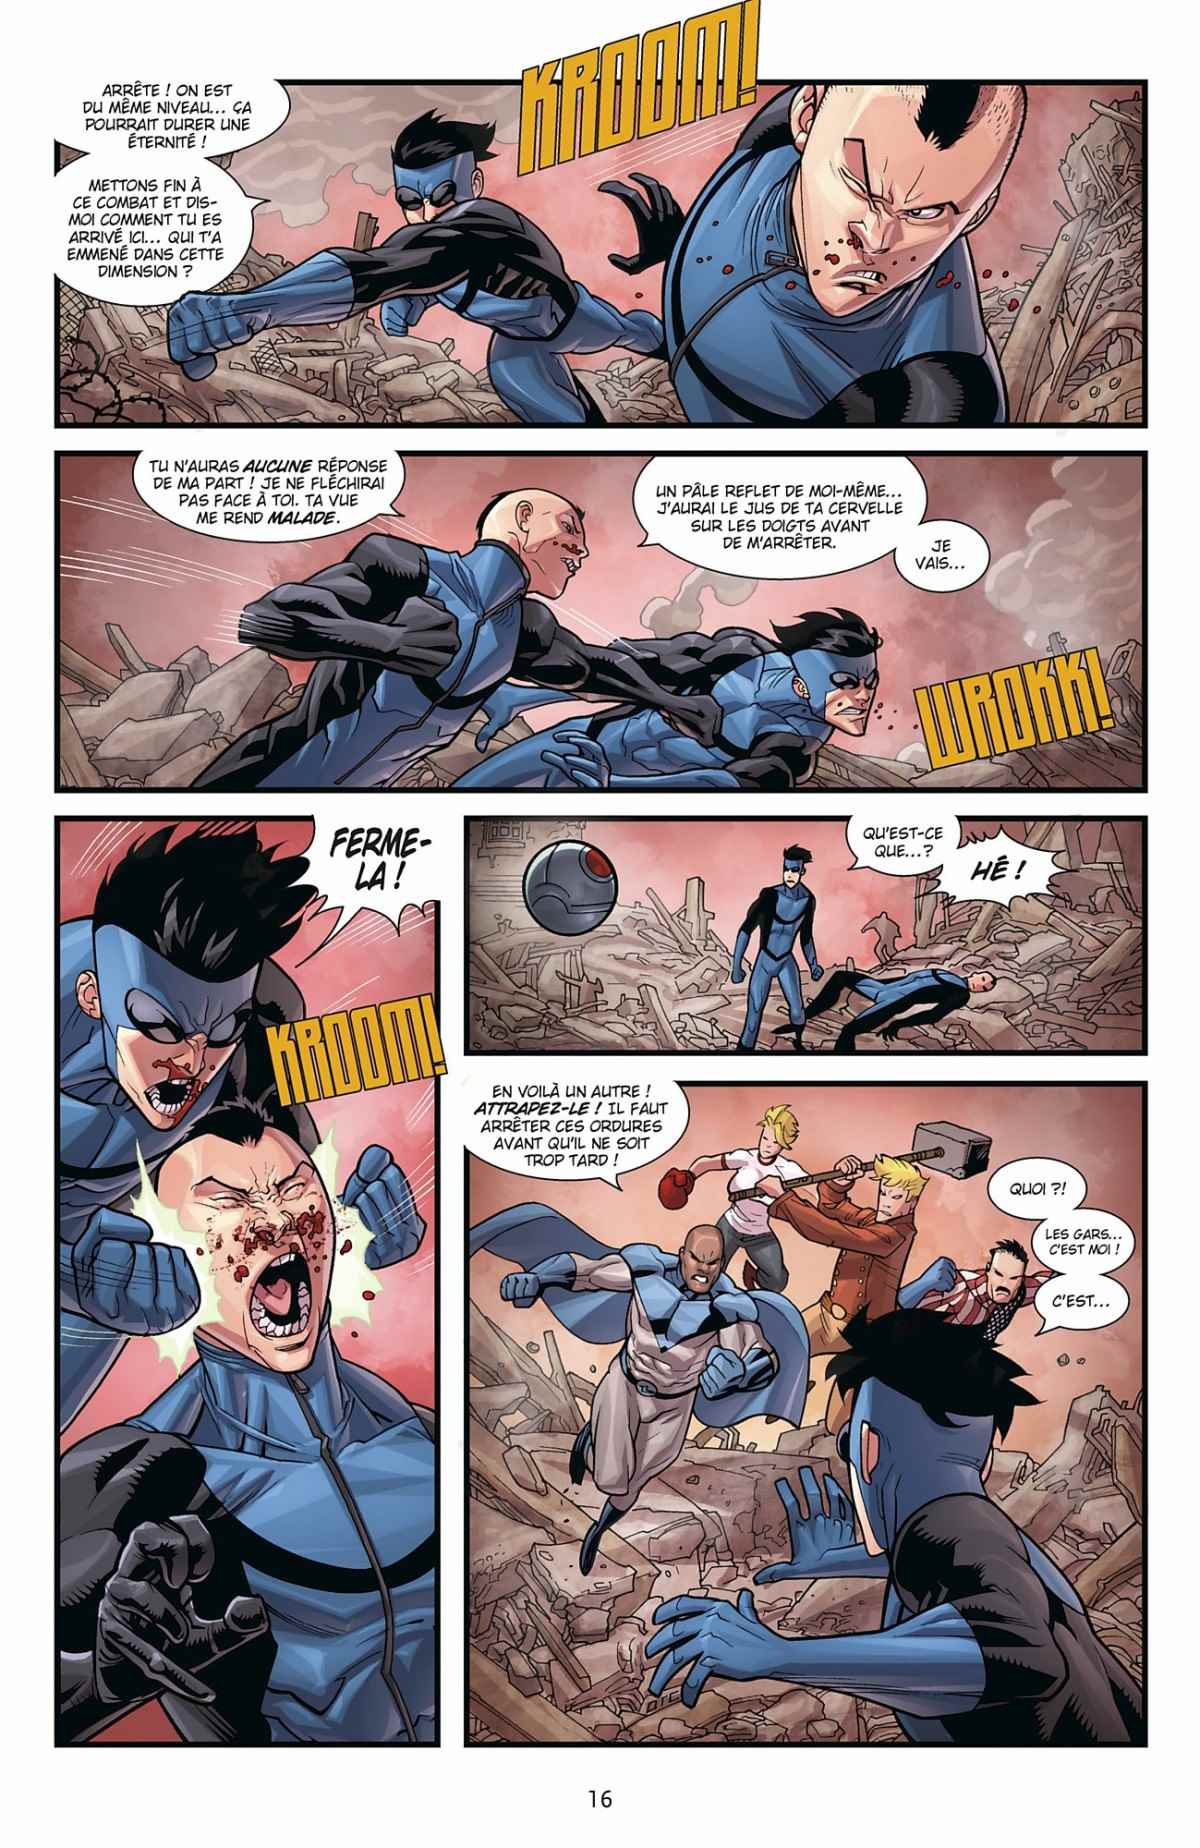 KROOM!
ARRÊTE ! ON EST
DU MÊME NIVEAU... ÇA
POURRAIT DURER UNE
ÉTERNITÉ !
METTONS FIN À
CE COMBAT ET DIS-
MOI COMMENT TU ES
ARRIVÉ ICI... QUI T'A
EMMENÉ DANS CETTE
DIMENSION ?
TU N'AURAS AUCUNE RÉPONSE
DE MA PART ! JE NE FLÉCHIRAI
PAS FACE À TOI. TA VUE
ME REND MALADE.
UN PÂLE REFLET DE MOI-MÊME...
J'AURAI LE JUS DE TA CERVELLE
SUR LES DOIGTS AVANT
DE M'ARRÊTER.
JE
VAIS...
WROKK!
FERME-
LA !
KROOM!
QU'EST-CE
QUE...?
HÉ !
EN VOILÀ UN AUTRE !
ATTRAPEZ-LE ! IL FAUT
ARRÊTER CES ORDURES
AVANT QU'IL NE SOIT
TROP TARD !
QUOI ?!
LES GARS...
C'EST MOI !
C'EST...
16